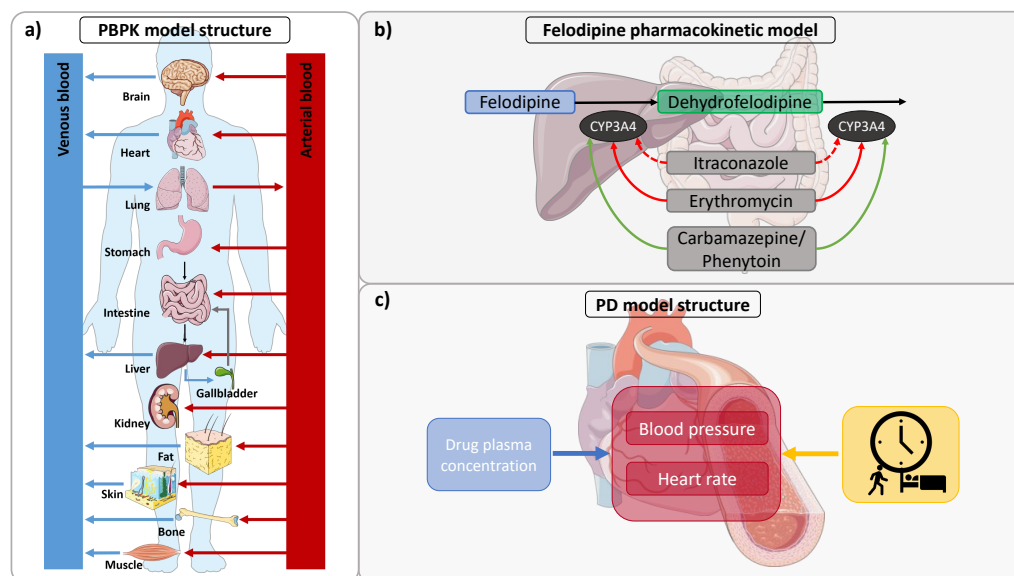 a)
PBPK model structure
Venous blood
Arterial blood
Brain
Heart
Lung
Stomach
Intestine
Liver
Gallbladder
Kidney
Fat
Skin
Bone
Muscle
b)
Felodipine pharmacokinetic model
Felodipine
Dehydrofelodipine
CYP3A4
CYP3A4
Itraconazole
Erythromycin
Carbamazepine/
Phenytoin
c)
PD model structure
Drug plasma
concentration
Blood pressure
Heart rate